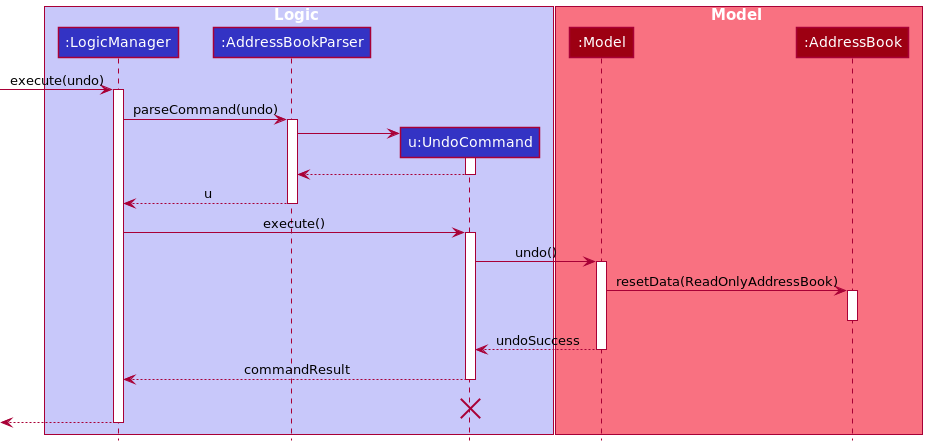 Logic
Model
:LogicManager
:AddressBookParser
:Model
:AddressBook
execute(undo)
parseCommand(undo)
u:UndoCommand
u
execute()
undo()
resetData(ReadOnlyAddressBook)
undoSuccess
commandResult